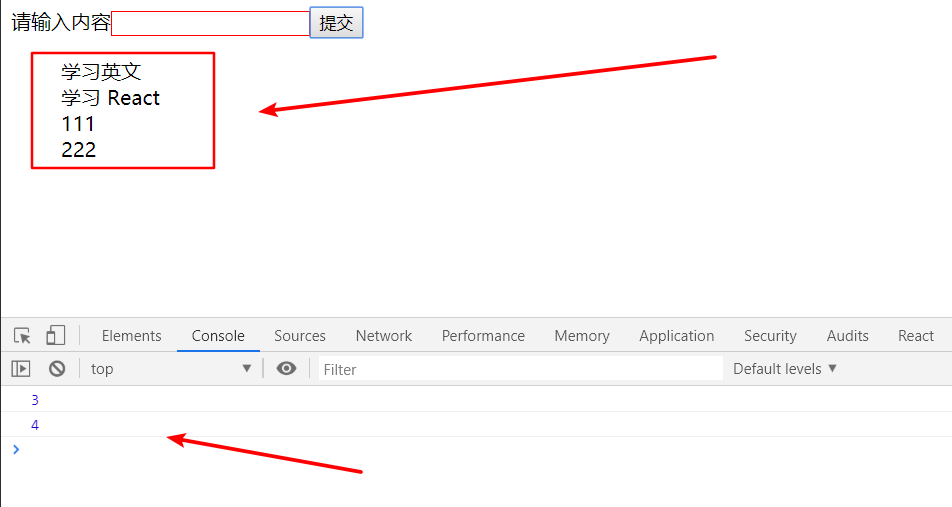 请输入内容 提交
学习英文
学习 React
111
222
Elements Console Sources Network Performance Memory Application Security Audits React
top Filter Default levels
3
4